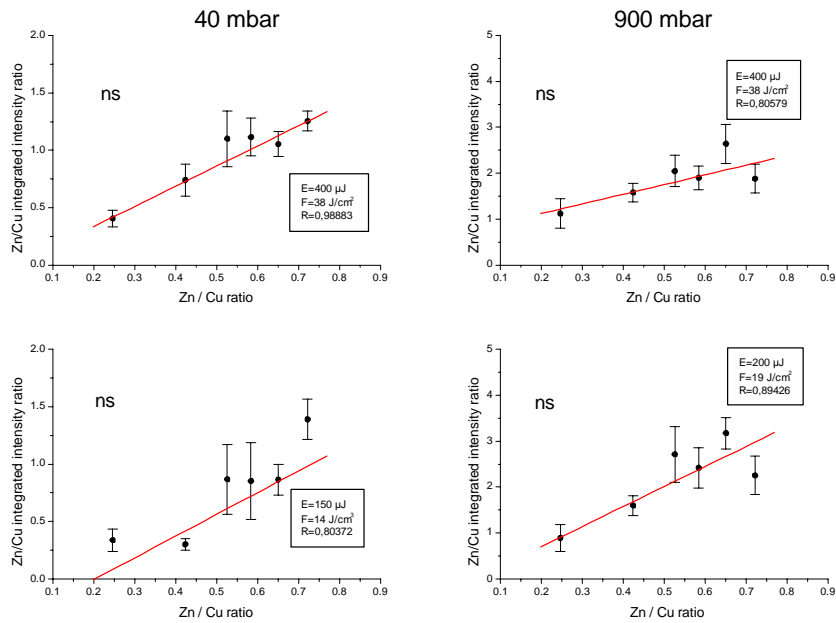 40 mbar
900 mbar
2.0
1.5
1.0
0.5
0.0
Zn/Cu integrated intensity ratio
ns
E=400 µJ
F=38 J/cm²
R=0,98883
0.1 0.2 0.3 0.4 0.5 0.6 0.7 0.8 0.9
Zn / Cu ratio
5
4
3
2
1
0
Zn/Cu integrated intensity ratio
ns
E=400 µJ
F=38 J/cm²
R=0,80579
0.1 0.2 0.3 0.4 0.5 0.6 0.7 0.8 0.9
Zn / Cu ratio
2.0
1.5
1.0
0.5
0.0
Zn/Cu integrated intensity ratio
ns
E=150 µJ
F=14 J/cm³
R=0,80372
0.1 0.2 0.3 0.4 0.5 0.6 0.7 0.8 0.9
Zn / Cu ratio
5
4
3
2
1
0
Zn/Cu integrated intensity ratio
ns
E=200 µJ
F=19 J/cm²
R=0,89426
0.1 0.2 0.3 0.4 0.5 0.6 0.7 0.8 0.9
Zn / Cu ratio